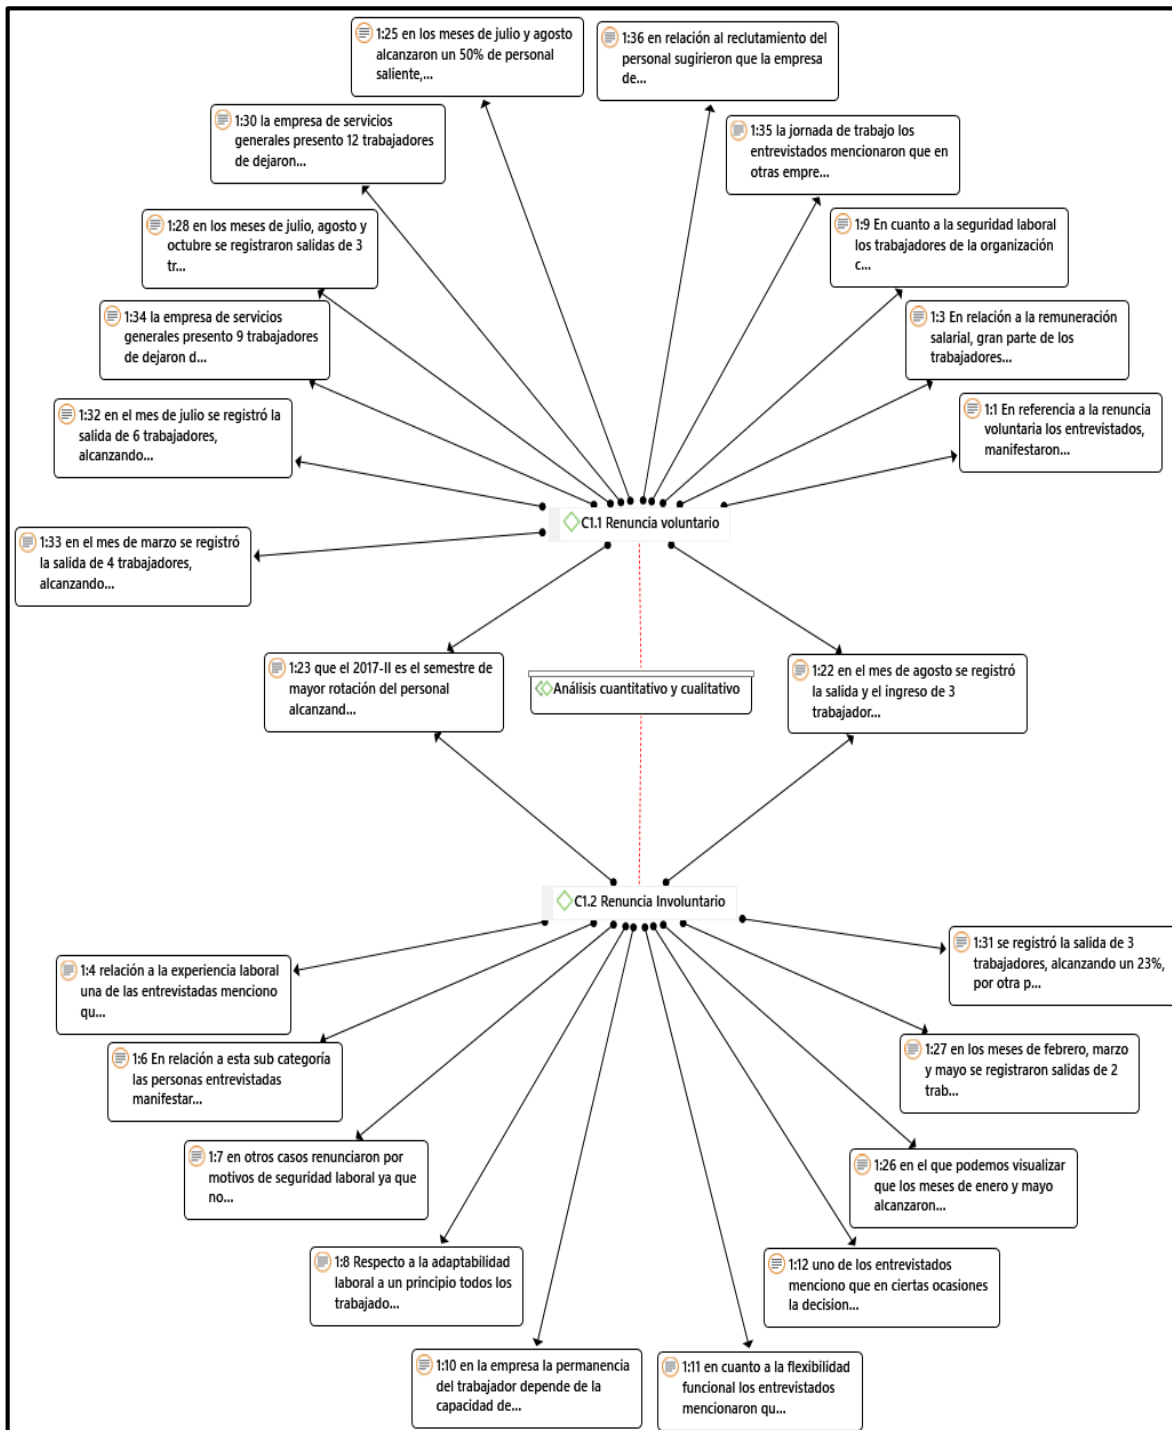 1:25 en los meses de julio y agosto
alcanzaron un 50% de personal
saliente,...
1:36 en relación al reclutamiento del
personal sugirieron que la empresa
de...
1:30 la empresa de servicios
generales presento 12 trabajadores
de dejaron...
1:35 la jornada de trabajo los
entrevistados mencionaron que en
otras empre...
1:28 en los meses de julio, agosto y
octubre se registraron salidas de 3
tr...
1:9 En cuanto a la seguridad laboral
los trabajadores de la organización
c...
1:34 la empresa de servicios
generales presento 9 trabajadores
de dejaron d...
1:3 En relación a la remuneración
salarial, gran parte de los
trabajadores...
1:32 en el mes de julio se registró la
salida de 6 trabajadores,
alcanzando...
1:1 En referencia a la renuncia
voluntaria los entrevistados,
manifestaron...
C1.1 Renuncia voluntario
1:33 en el mes de marzo se registró
la salida de 4 trabajadores,
alcanzando...
1:23 que el 2017-II es el semestre de
mayor rotación del personal
alcanzand...
Análisis cuantitativo y cualitativo
1:22 en el mes de agosto se registró
la salida y el ingreso de 3
trabajador...
C1.2 Renuncia Involuntario
1:4 relación a la experiencia laboral
una de las entrevistadas menciono
qu...
1:31 se registró la salida de 3
trabajadores, alcanzando un 23%,
por otra p...
1:6 En relación a esta sub categoría
las personas entrevistadas
manifestar...
1:27 en los meses de febrero, marzo
y mayo se registraron salidas de 2
trab...
1:7 en otros casos renunciaron por
motivos de seguridad laboral ya que
no...
1:26 en el que podemos visualizar
que los meses de enero y mayo
alcanzaron...
1:8 Respecto a la adaptabilidad
laboral a un principio todos los
trabajado...
1:12 uno de los entrevistados
menciono que en ciertas ocasiones
la decision...
1:10 en la empresa la permanencia
del trabajador depende de la
capacidad de...
1:11 en cuanto a la flexibilidad
funcional los entrevistados
mencionaron qu...